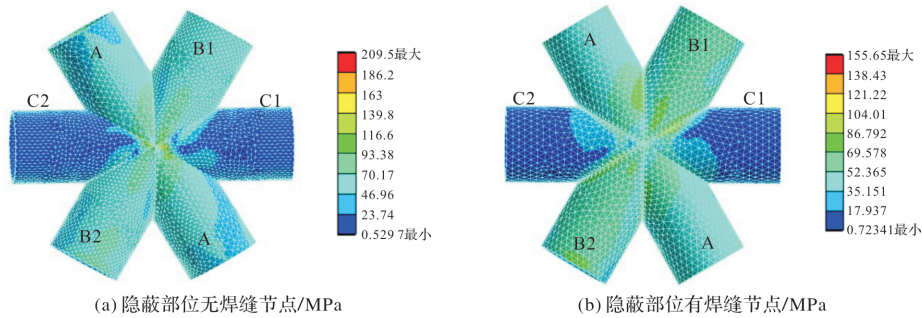 A
B1
C2
C1
B2
A
209.5最大
186.2
163
139.8
116.6
93.38
70.17
46.96
23.74
0.529 7最小
(a) 隐蔽部位无焊缝节点/MPa
A
B1
C2
C1
B2
A
155.65最大
138.43
121.22
104.01
86.792
69.578
52.365
35.151
17.937
0.72341最小
(b) 隐蔽部位有焊缝节点/MPa